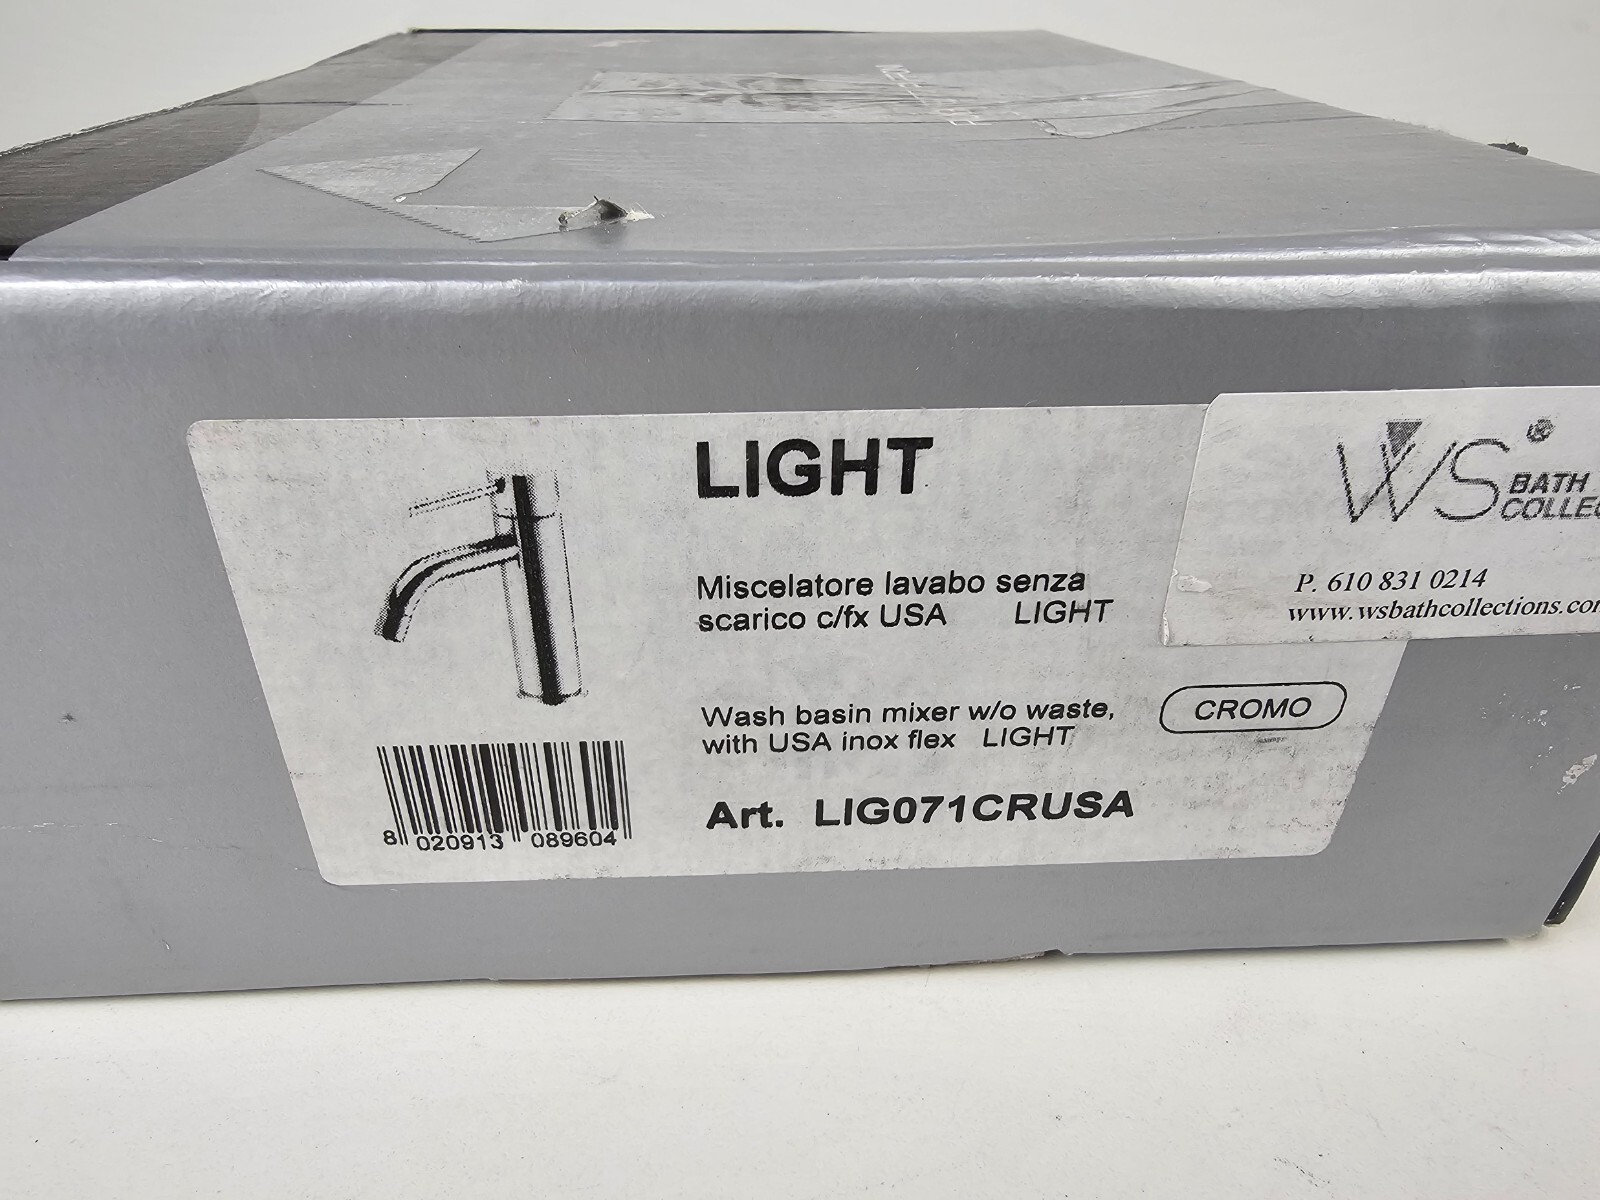 LIGHT
WS®
BATH
Miscelatore lavabo senza
scarico c/fx USA LIGHT
P. 610 831 0214
www.wsbathcollections.com
Wash basin mixer w/o waste,
with USA inox flex LIGHT
CROMO
Art. LIG071CRUSA
8 020913 089604